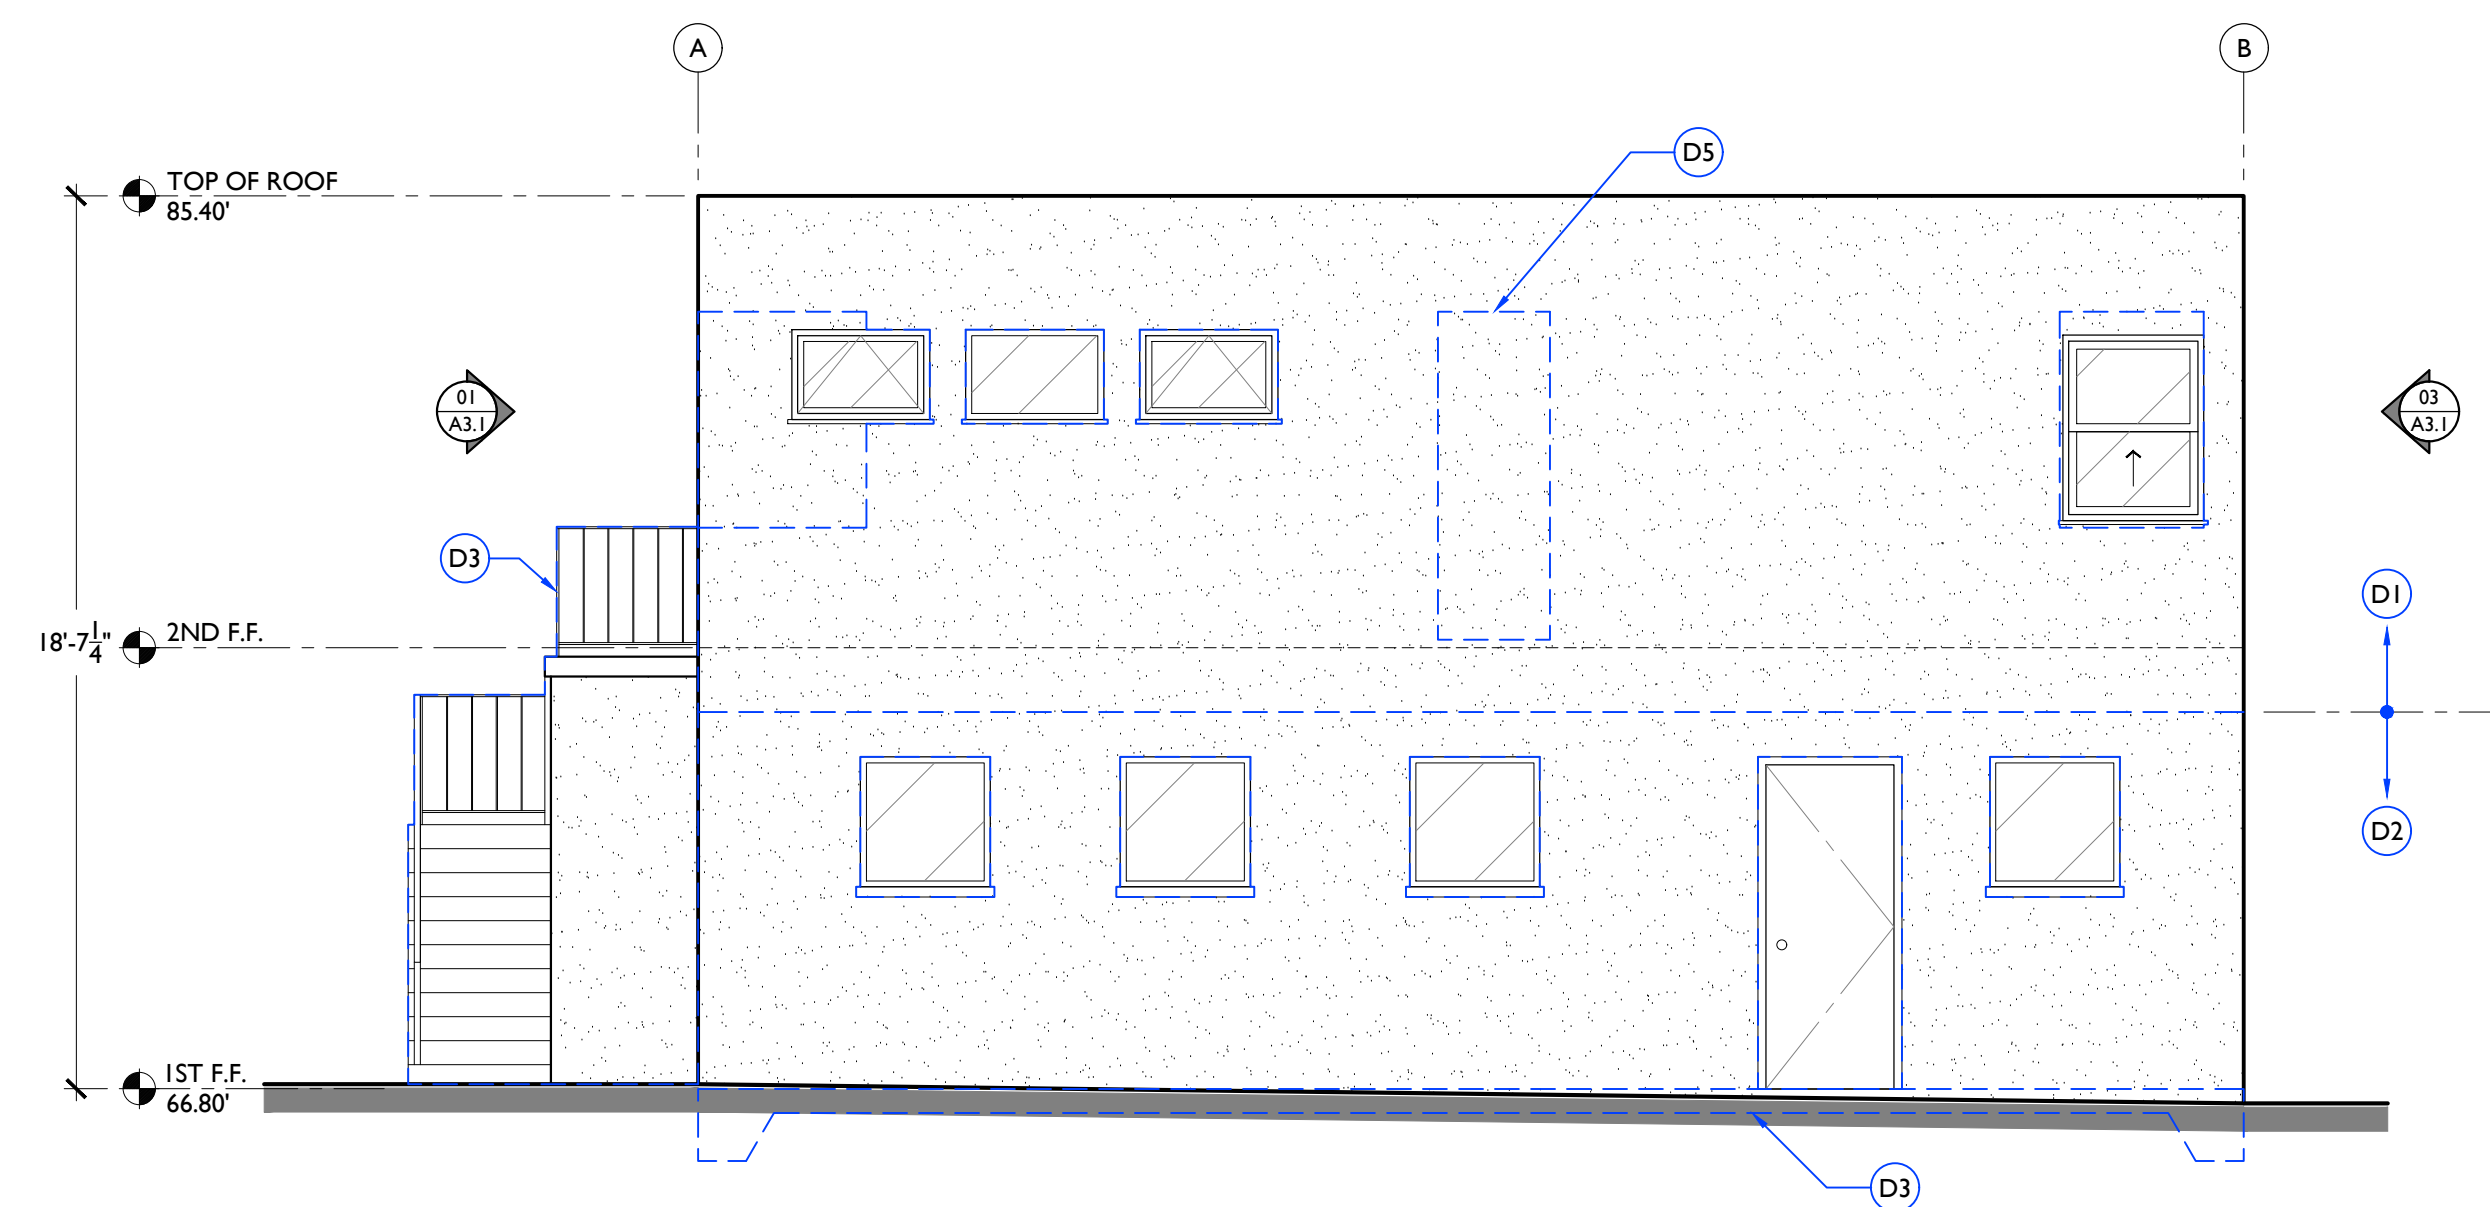 A
B
D5
TOP OF ROOF
85.40'
01
A3.1
03
A3.1
D3
D1
2ND F.F.
18'-7 1/4"
D2
1ST F.F.
66.80'
D3